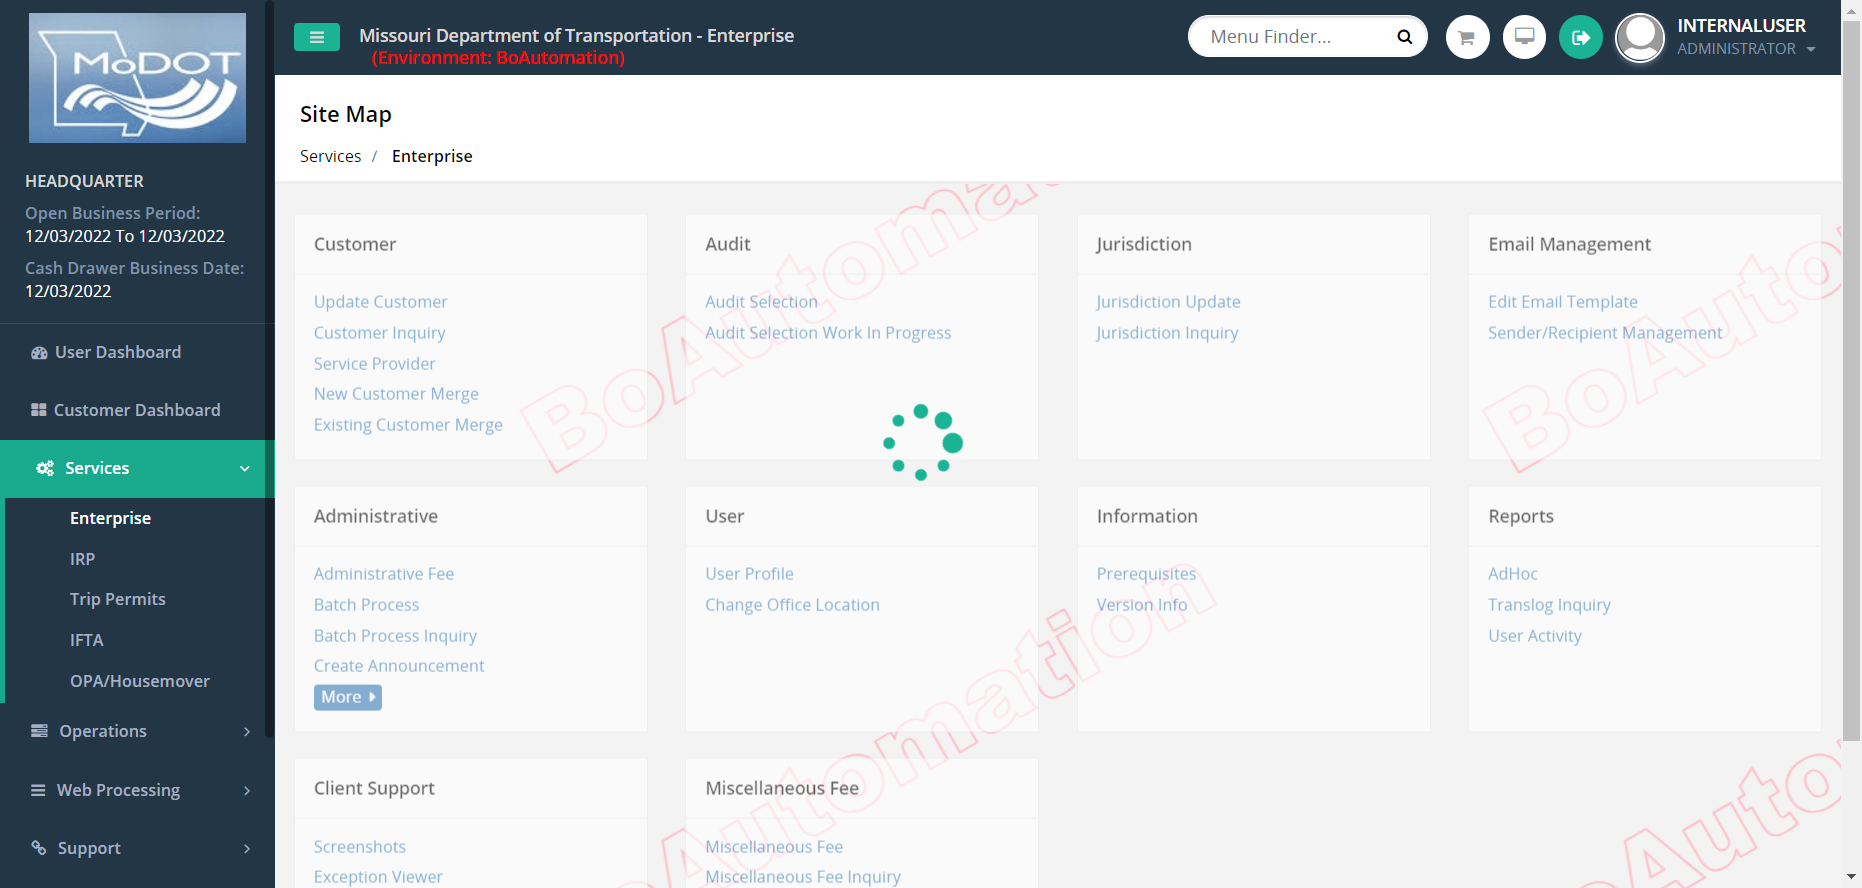 MoDOT
Missouri Department of Transportation - Enterprise
(Environment: BoAutomation)
Menu Finder...
INTERNALUSER
ADMINISTRATOR
HEADQUARTER
Open Business Period:
12/03/2022 To 12/03/2022
Cash Drawer Business Date:
12/03/2022
User Dashboard
Customer Dashboard
Services
Enterprise
IRP
Trip Permits
IFTA
OPA/Housemover
Operations
Web Processing
Support
Site Map
Services / Enterprise
Customer
Update Customer
Customer Inquiry
Service Provider
New Customer Merge
Existing Customer Merge
Audit
Audit Selection
Audit Selection Work In Progress
Jurisdiction
Jurisdiction Update
Jurisdiction Inquiry
Email Management
Edit Email Template
Sender/Recipient Management
Administrative
Administrative Fee
Batch Process
Batch Process Inquiry
Create Announcement
More
User
User Profile
Change Office Location
Information
Prerequisites
Version Info
Reports
AdHoc
Translog Inquiry
User Activity
Client Support
Screenshots
Exception Viewer
Miscellaneous Fee
Miscellaneous Fee
Miscellaneous Fee Inquiry
BoAutoma
BoAuto
BoAutomation
oAuto